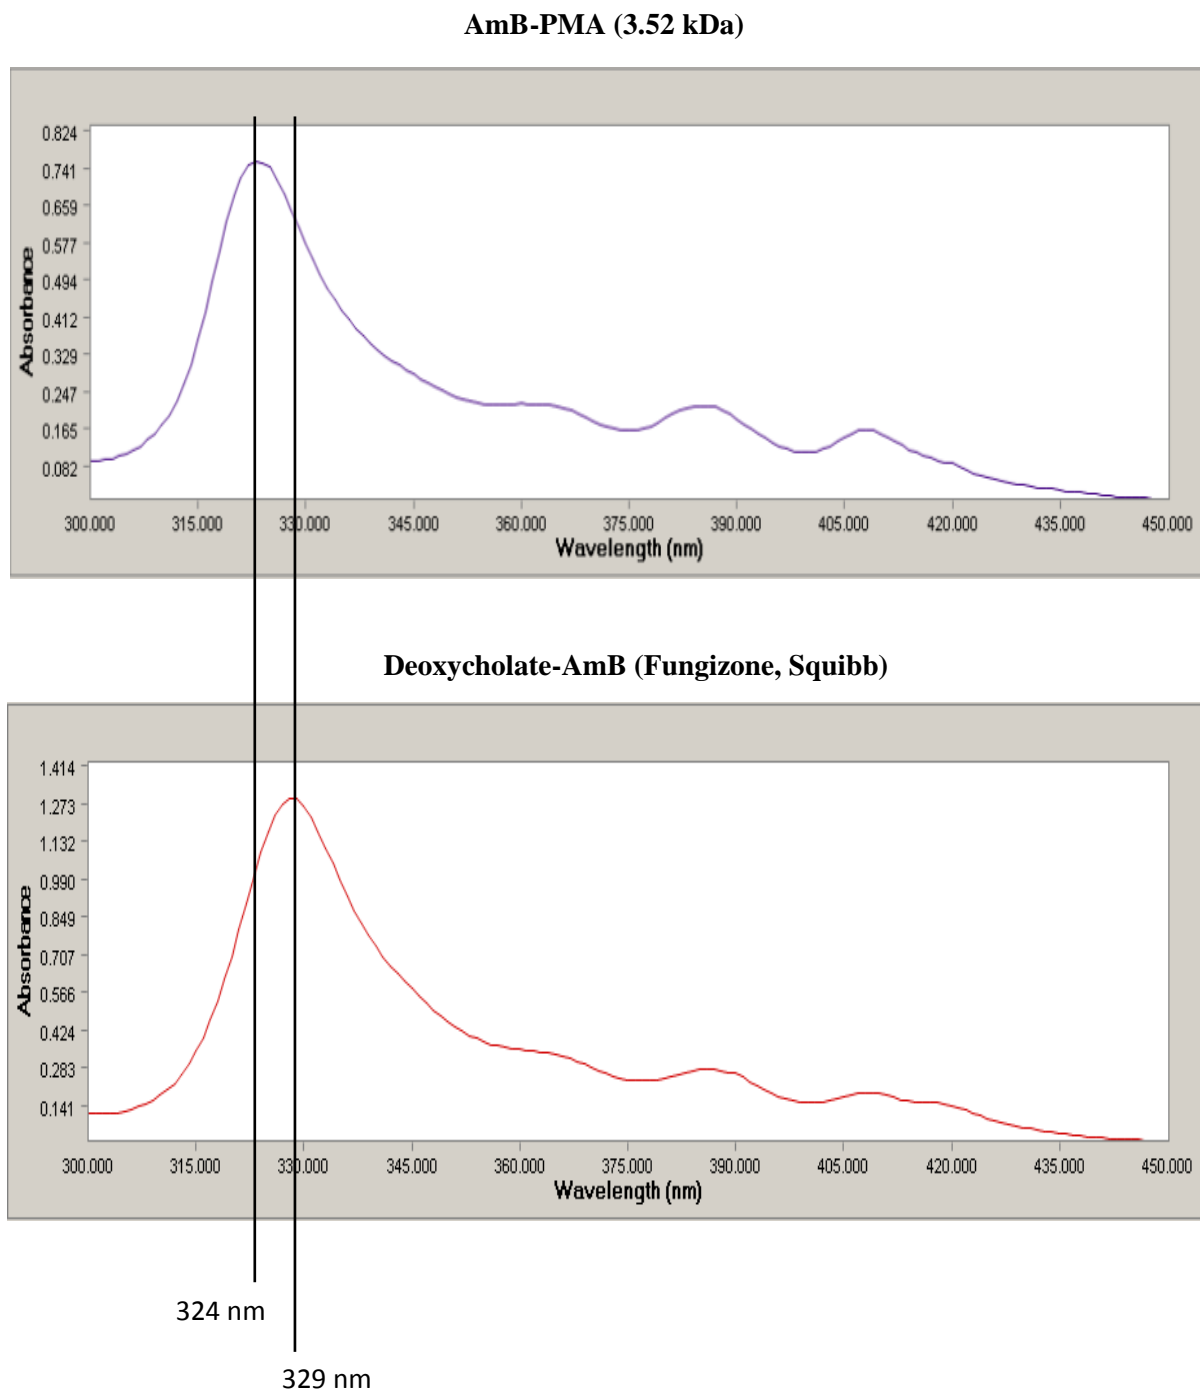 AmB-PMA (3.52 kDa)
0.824
0.741
0.659
0.577
0.494
0.412
0.329
0.247
0.165
0.082
Absorbance
300.000 315.000 330.000 345.000 360.000 375.000 390.000 405.000 420.000 435.000 450.000
Wavelength (nm)
Deoxycholate-AmB (Fungizone, Squibb)
1.414
1.273
1.132
0.990
0.849
0.707
0.566
0.424
0.283
0.141
Absorbance
300.000 315.000 330.000 345.000 360.000 375.000 390.000 405.000 420.000 435.000 450.000
Wavelength (nm)
324 nm
329 nm